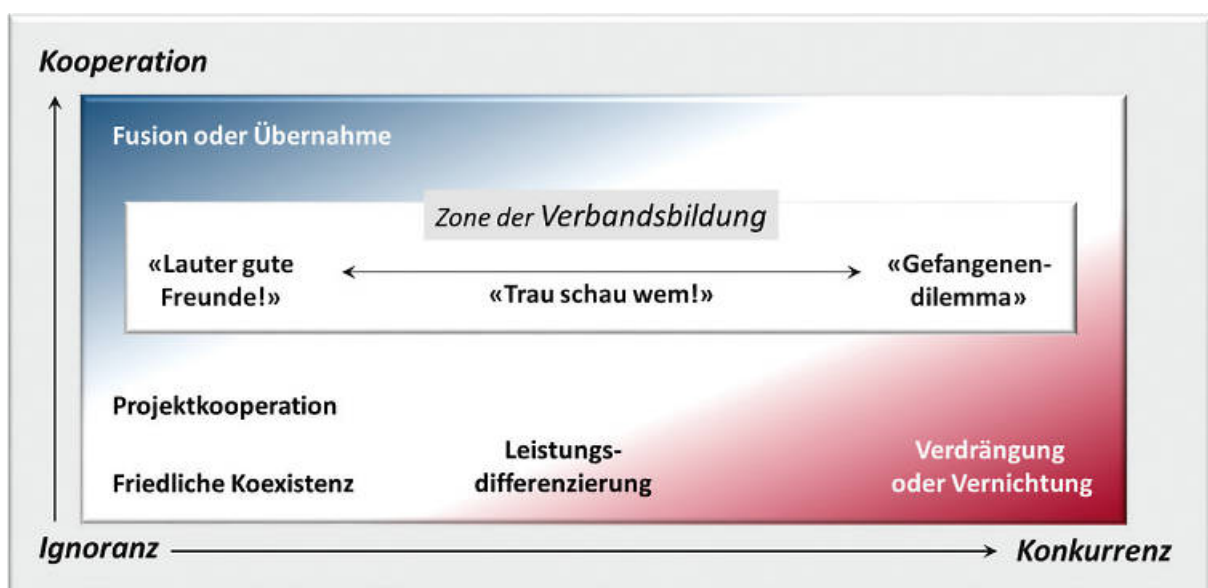 Kooperation
Fusion oder Übernahme
Zone der Verbandsbildung
«Lauter gute
Freunde!»
«Trau schau wem!»
«Gefangenen-
dilemma»
Projektkooperation
Friedliche Koexistenz
Leistungs-
differenzierung
Verdrängung
oder Vernichtung
Ignoranz
Konkurrenz